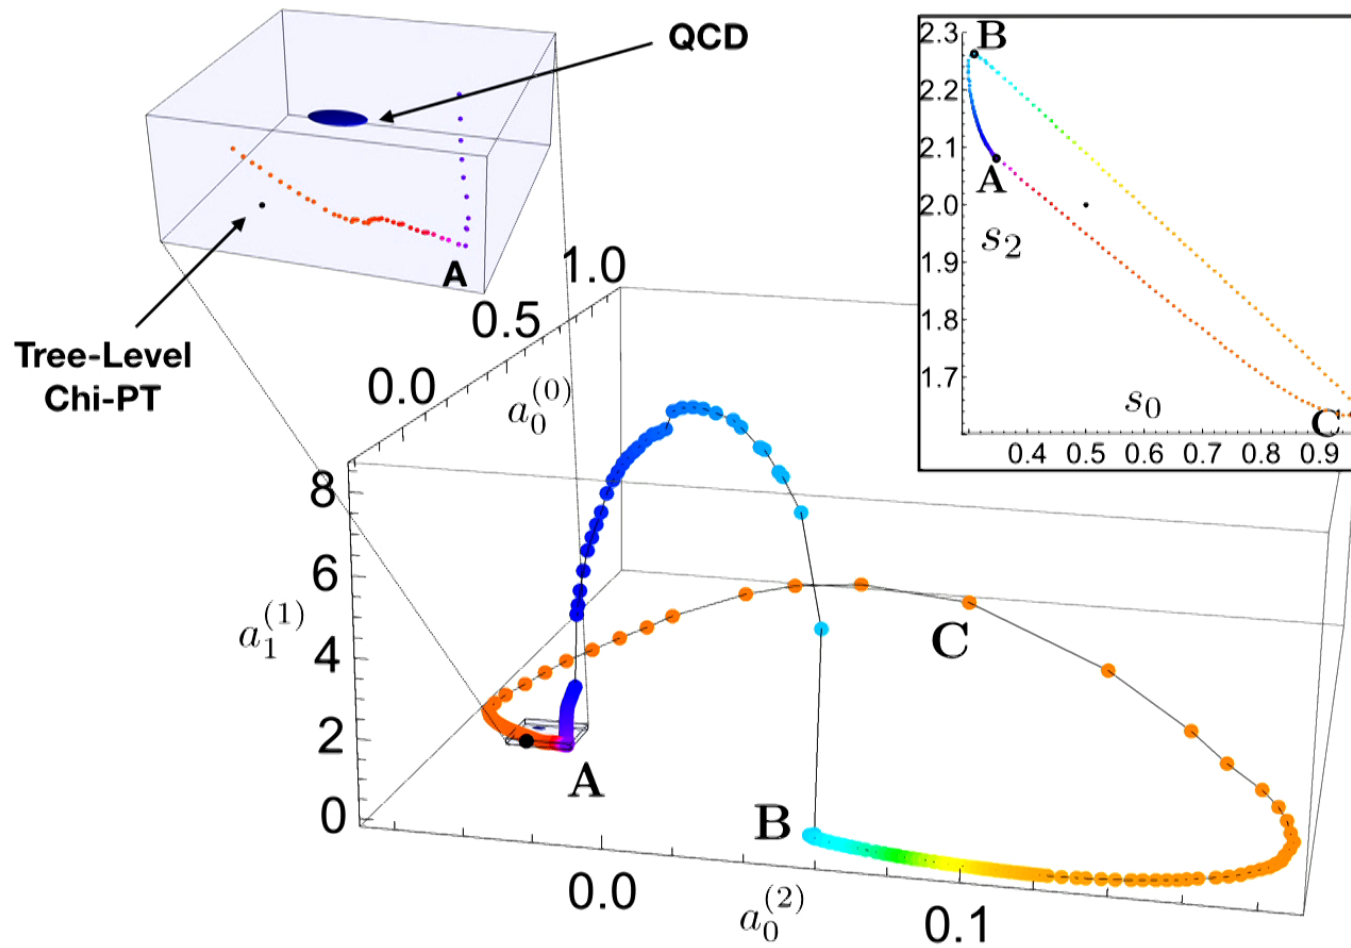 QCD
A
Tree-Level
Chi-PT
2.3
B
2.2
2.1
A
2.0
s_2
1.9
1.8
1.7
s_0
C
0.4 0.5 0.6 0.7 0.8 0.9
1.0
0.5
0.0
a_0^{(0)}
8
6
a_1^{(1)}
4
2
0
C
A
B
0.0
a_0^{(2)}
0.1